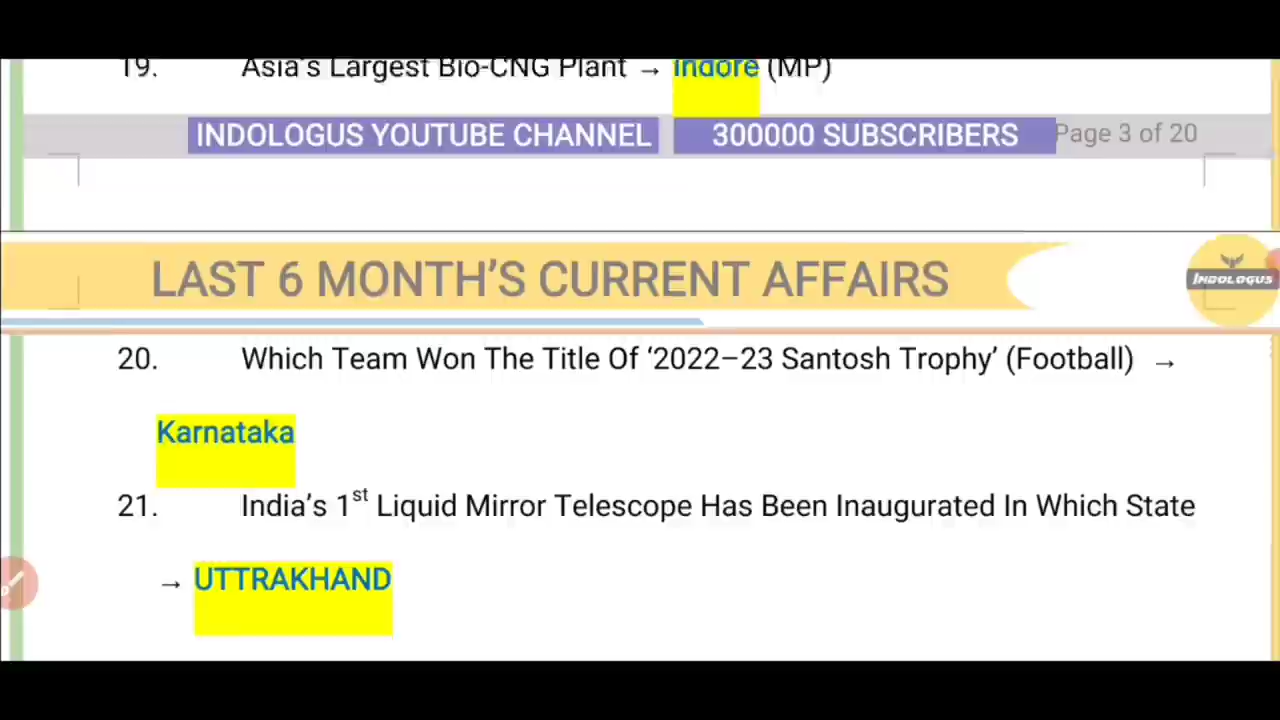 19. Asia's Largest Bio-CNG Plant → Indore (MP)
INDOLOGUS YOUTUBE CHANNEL 300000 SUBSCRIBERS Page 3 of 20
LAST 6 MONTH'S CURRENT AFFAIRS
INDOLOGUS
20. Which Team Won The Title Of ‘2022–23 Santosh Trophy’ (Football) →
Karnataka
21. India's 1st Liquid Mirror Telescope Has Been Inaugurated In Which State
→ UTTRAKHAND